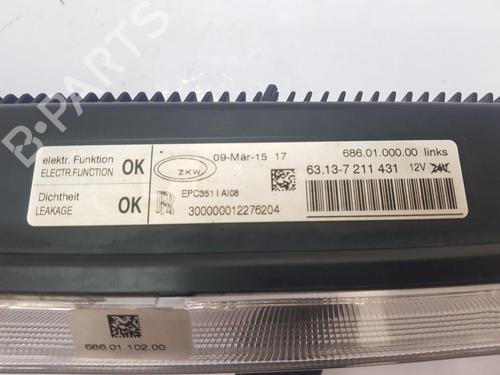 B-PARTS
elektr. Funktion
ELECTR.FUNCTION
OK
ZKW
09-Mär-15 17
686.01.000.00 links
63.13-7 211 431 12V 24V
Dichtheit
LEAKAGE
OK
RR
EPC351 I AI08
300000012276204
686.01.102.00